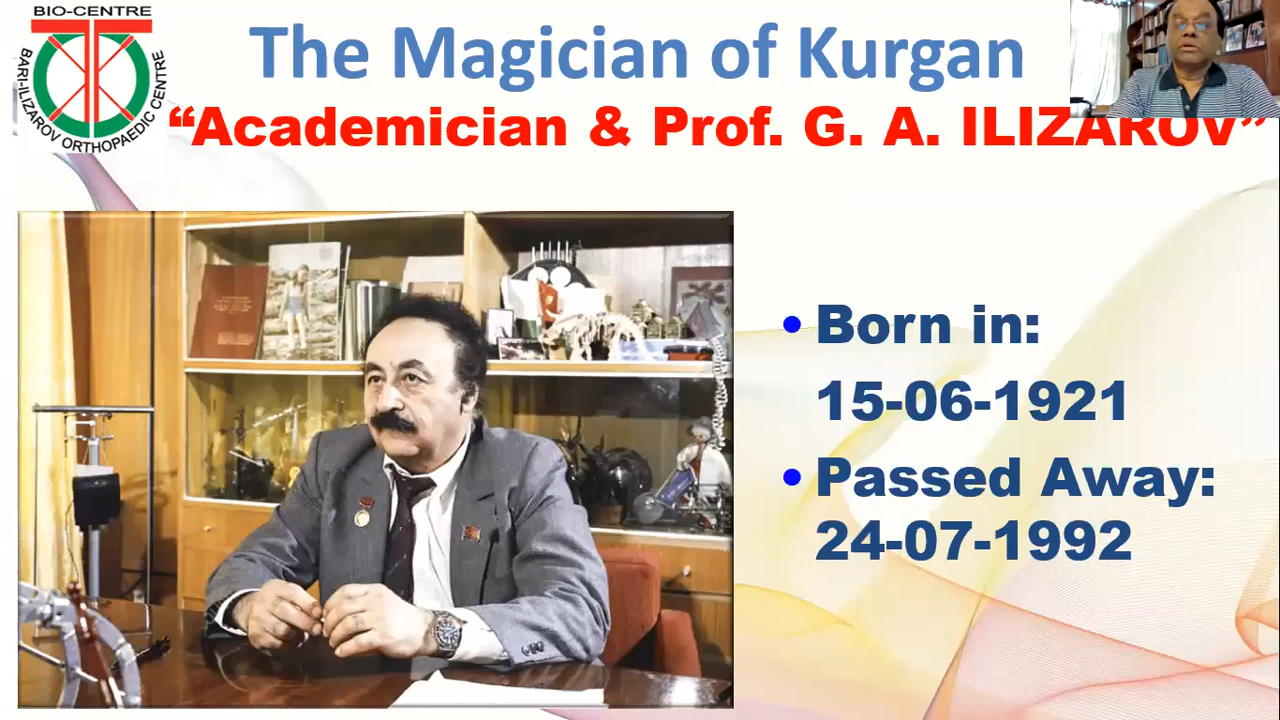 BIO-CENTRE
BARI-ILIZAROV ORTHOPAEDIC CENTRE
The Magician of Kurgan
“Academician & Prof. G. A. ILIZAROV”
• Born in:
15-06-1921
• Passed Away:
24-07-1992